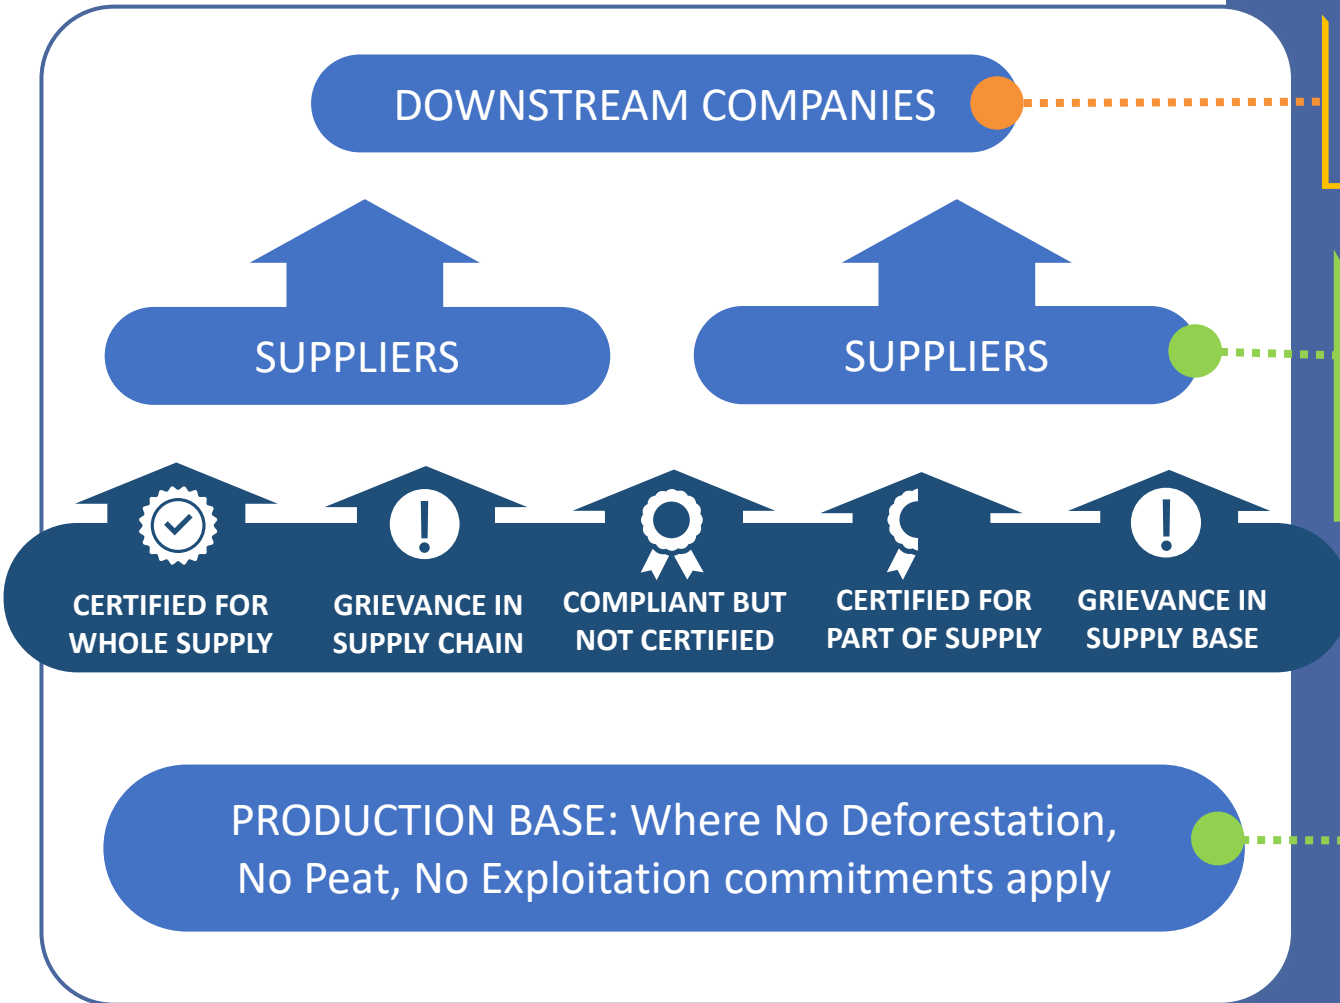 DOWNSTREAM COMPANIES
SUPPLIERS
SUPPLIERS
CERTIFIED FOR
WHOLE SUPPLY
GRIEVANCE IN
SUPPLY CHAIN
COMPLIANT BUT
NOT CERTIFIED
CERTIFIED FOR
PART OF SUPPLY
GRIEVANCE IN
SUPPLY BASE
PRODUCTION BASE: Where No Deforestation,
No Peat, No Exploitation commitments apply